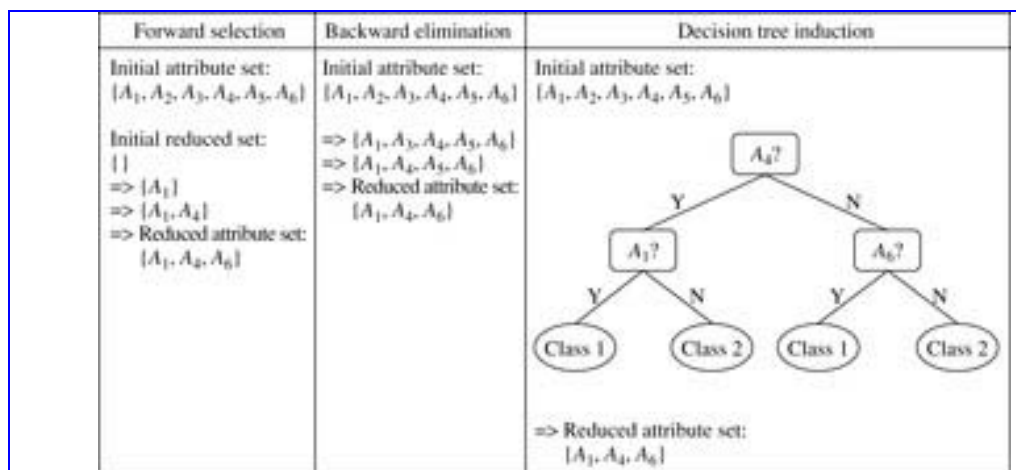 Forward selection
Initial attribute set:
{A₁, A₂, A₃, A₄, A₅, A₆}
Initial reduced set:
{ }
=> {A₁}
=> {A₁, A₄}
=> Reduced attribute set:
{A₁, A₄, A₆}
Backward elimination
Initial attribute set:
{A₁, A₂, A₃, A₄, A₅, A₆}
=> {A₁, A₃, A₄, A₅, A₆}
=> {A₁, A₄, A₅, A₆}
=> Reduced attribute set:
{A₁, A₄, A₆}
Decision tree induction
Initial attribute set:
{A₁, A₂, A₃, A₄, A₅, A₆}
A₄?
Y N
A₁? A₆?
Y N Y N
Class 1 Class 2 Class 1 Class 2
=> Reduced attribute set:
{A₁, A₄, A₆}